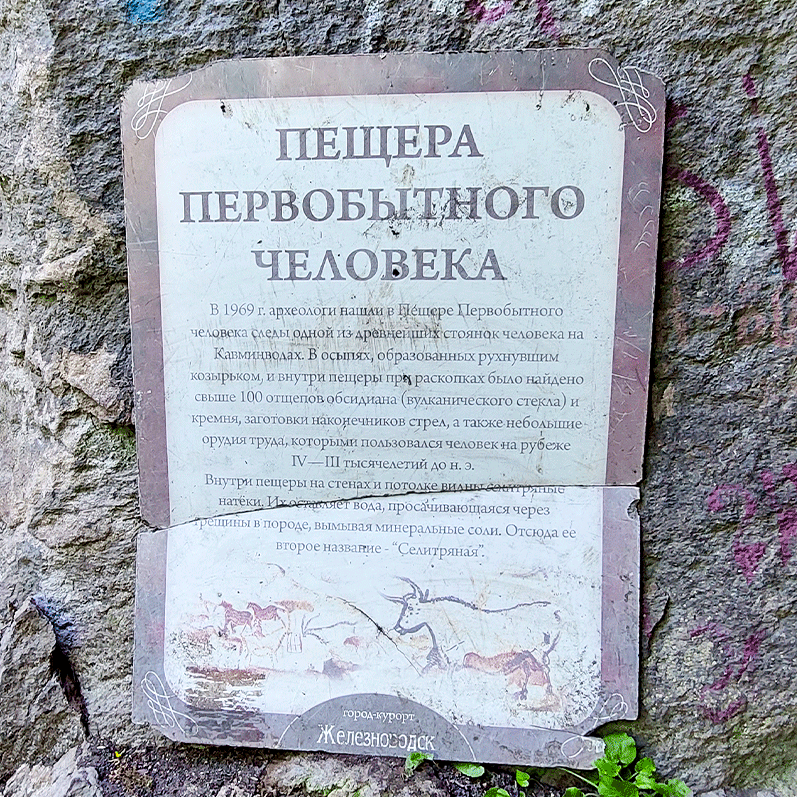 ПЕЩЕРА
ПЕРВОБЫТНОГО
ЧЕЛОВЕКА
В 1969 г. археологи нашли в Пещере Первобытного
человека следы одной из древнейших стоянок человека на
Кавминводах. В осыпях, образованных рухнувшим
козырьком, и внутри пещеры при раскопках было найдено
свыше 100 отщепов обсидиана (вулканического стекла) и
кремня, заготовки наконечников стрел, а также небольшие
орудия труда, которыми пользовался человек на рубеже
IV—III тысячелетий до н. э.
Внутри пещеры на стенах и потолке видны селитряные
натёки. Их оставляет вода, просачивающаяся через
трещины в породе, вымывая минеральные соли. Отсюда ее
второе название - “Селитряная”.
город-курорт
Железноводск